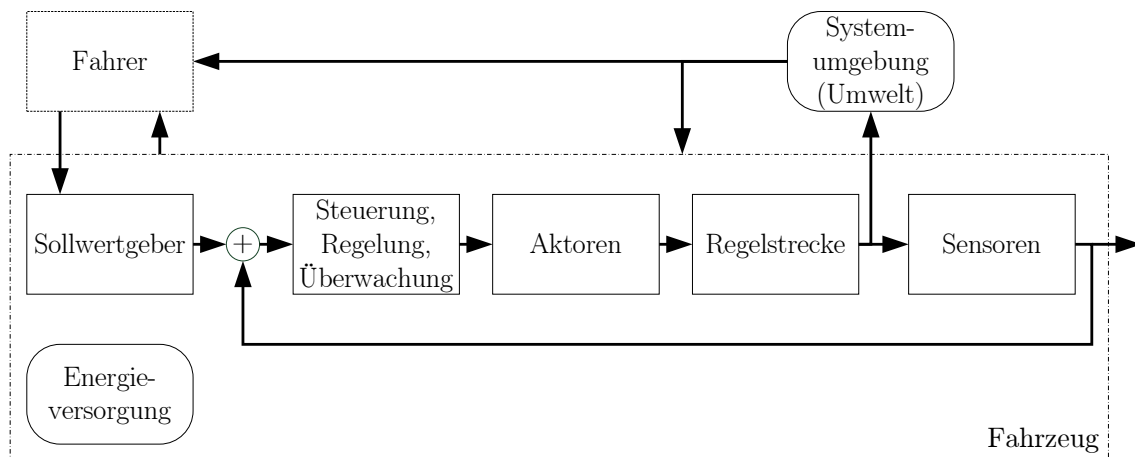 Fahrer
System-
umgebung
(Umwelt)
Sollwertgeber
+
Steuerung,
Regelung,
Überwachung
Aktoren
Regelstrecke
Sensoren
Energie-
versorgung
Fahrzeug